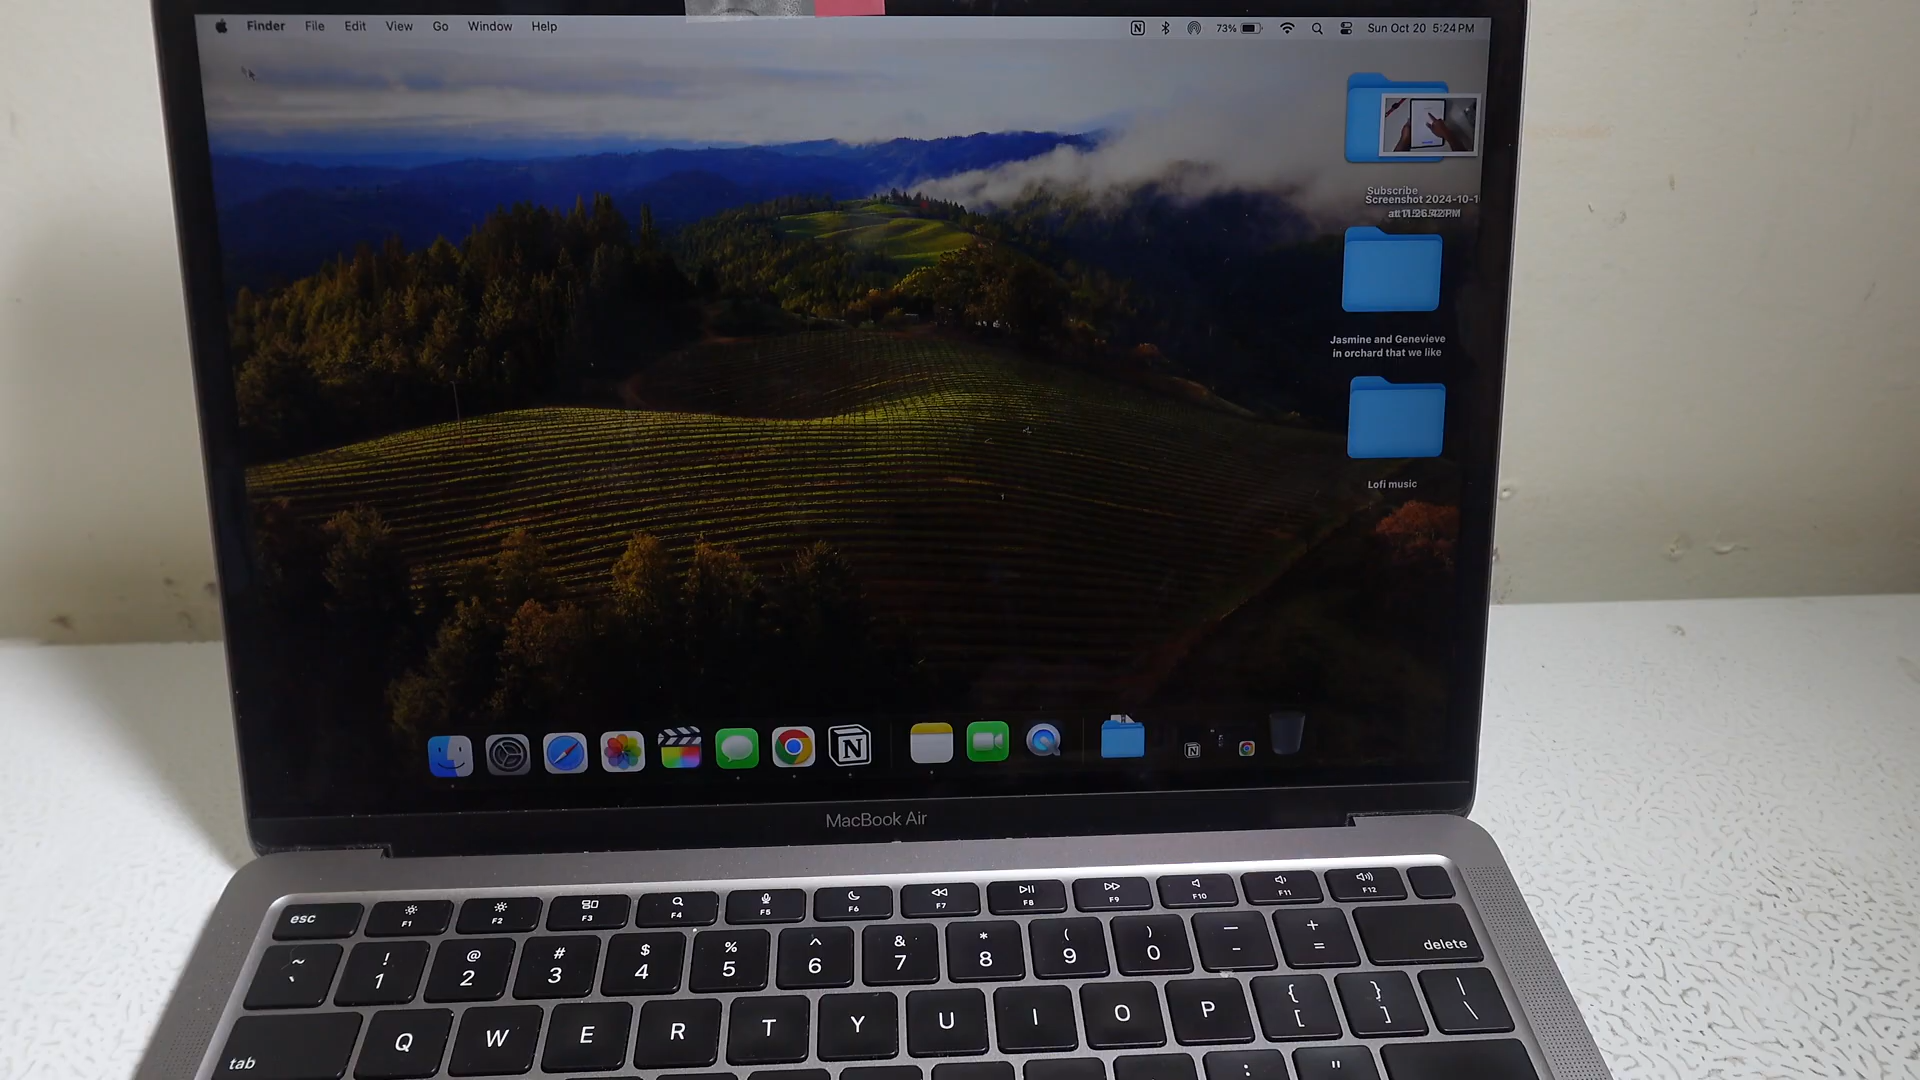 Finder File Edit View Go Window Help
N 73% Sun Oct 20 5:24 PM
Subscribe
Screenshot 2024-10-1
at
Jasmine and Genevieve
in orchard that we like
Lofi music
N
MacBook Air
esc F1 F2 F3 F4 F5 F6 F7 F8 F9 F10 F11 F12
~ ! @ # $ % ^ & * ( ) — +
` 1 2 3 4 5 6 7 8 9 0 - = delete
tab Q W E R T Y U I O P { [ } ] | \
: "